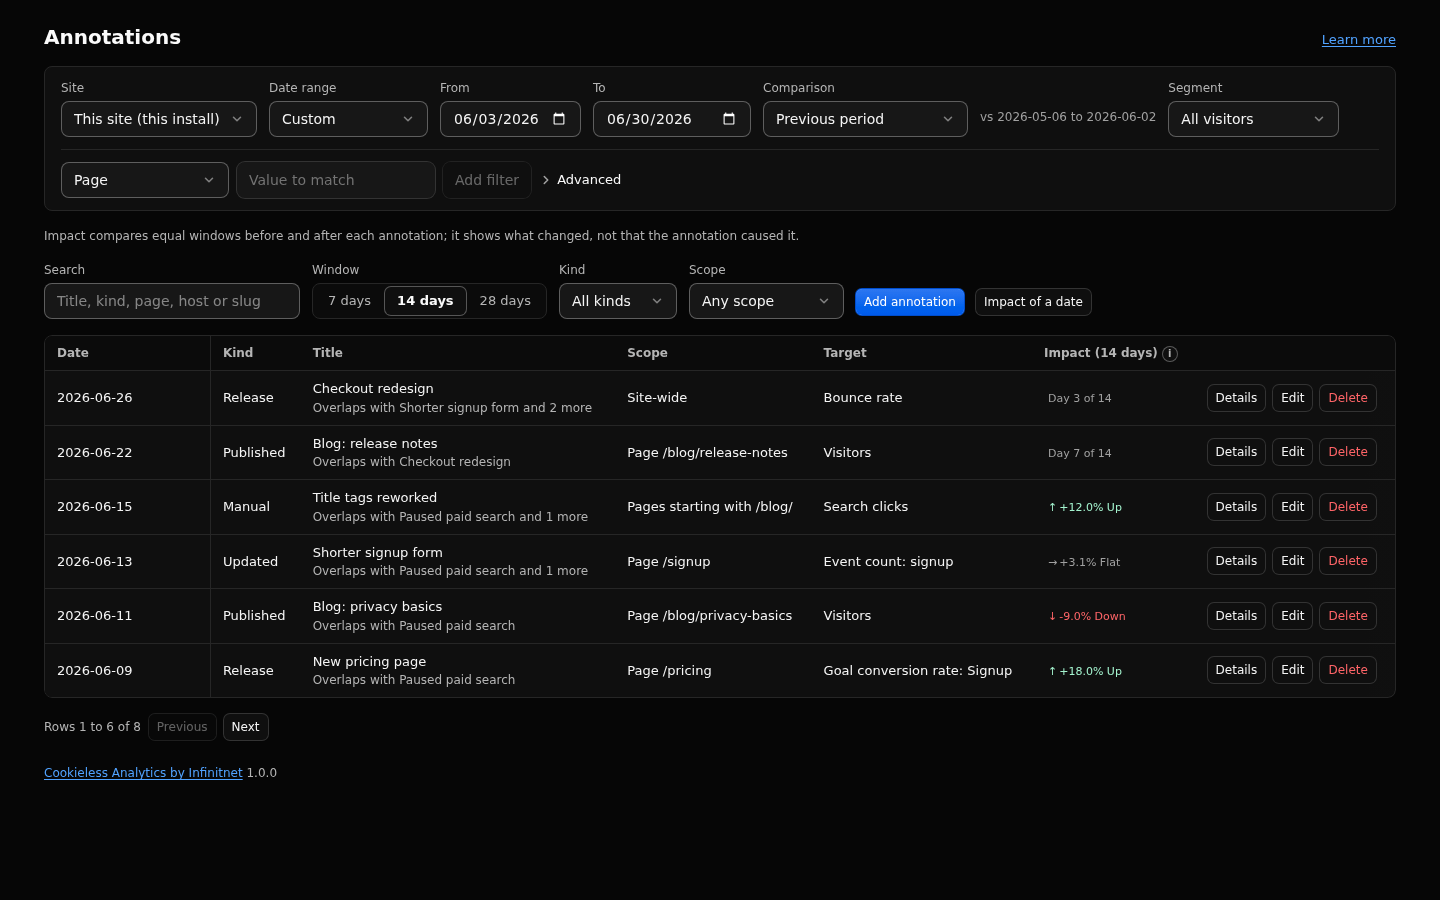 Annotations
Learn more
Site
Date range
From
To
Comparison
Segment
This site (this install)
Custom
06/03/2026
06/30/2026
Previous period
vs 2026-05-06 to 2026-06-02
All visitors
Page
Value to match
Add filter
Advanced
Impact compares equal windows before and after each annotation; it shows what changed, not that the annotation caused it.
Search
Window
Kind
Scope
Title, kind, page, host or slug
7 days
14 days
28 days
All kinds
Any scope
Add annotation
Impact of a date
Date
Kind
Title
Scope
Target
Impact (14 days) i
2026-06-26
Release
Checkout redesign
Overlaps with Shorter signup form and 2 more
Site-wide
Bounce rate
Day 3 of 14
Details
Edit
Delete
2026-06-22
Published
Blog: release notes
Overlaps with Checkout redesign
Page /blog/release-notes
Visitors
Day 7 of 14
Details
Edit
Delete
2026-06-15
Manual
Title tags reworked
Overlaps with Paused paid search and 1 more
Pages starting with /blog/
Search clicks
↑ +12.0% Up
Details
Edit
Delete
2026-06-13
Updated
Shorter signup form
Overlaps with Paused paid search and 1 more
Page /signup
Event count: signup
→ +3.1% Flat
Details
Edit
Delete
2026-06-11
Published
Blog: privacy basics
Overlaps with Paused paid search
Page /blog/privacy-basics
Visitors
↓ -9.0% Down
Details
Edit
Delete
2026-06-09
Release
New pricing page
Overlaps with Paused paid search
Page /pricing
Goal conversion rate: Signup
↑ +18.0% Up
Details
Edit
Delete
Rows 1 to 6 of 8
Previous
Next
Cookieless Analytics by Infinitnet 1.0.0